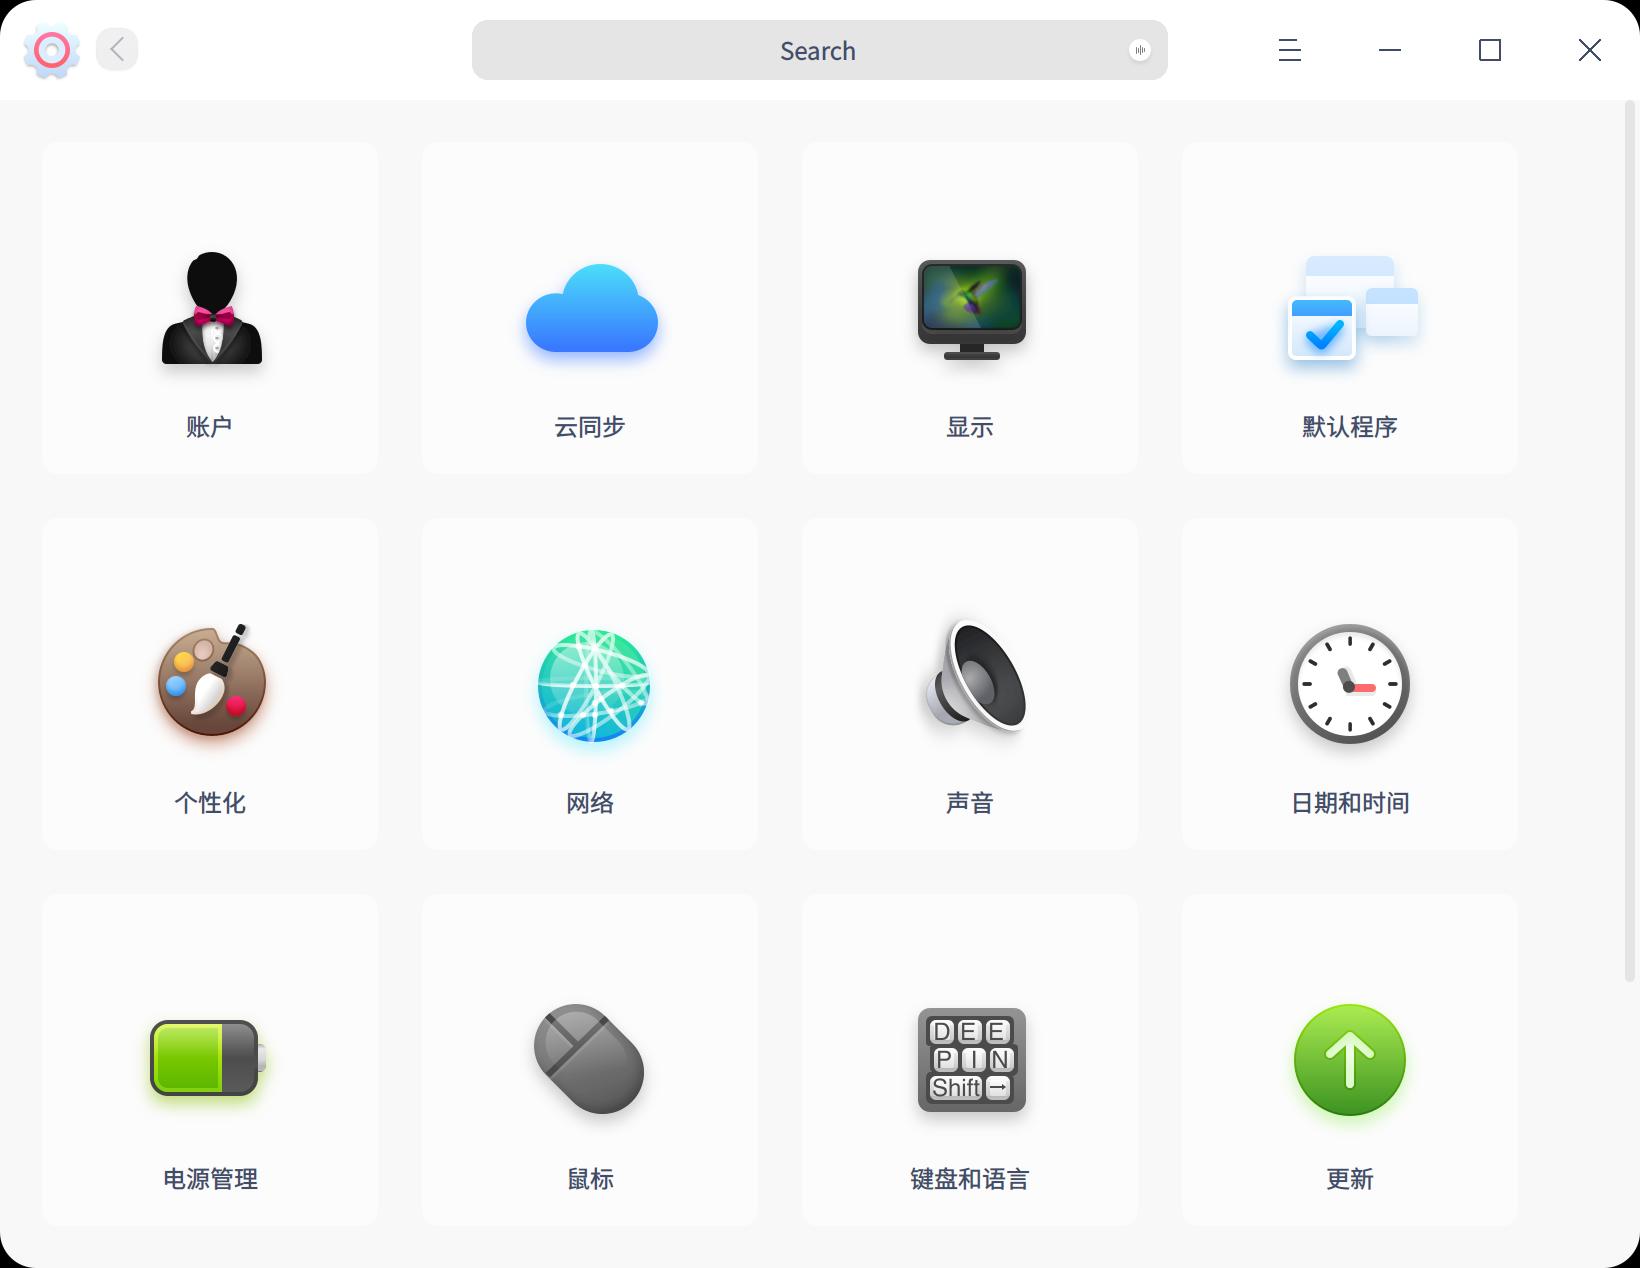 Search
账户
云同步
显示
默认程序
个性化
网络
声音
日期和时间
电源管理
鼠标
D E E
P I N
Shift →
键盘和语言
更新